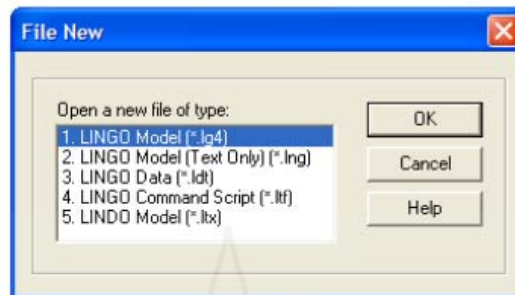 File New
Open a new file of type:
1. LINGO Model (*.lg4)
2. LINGO Model (Text Only) (*.lng)
3. LINGO Data (*.ldt)
4. LINGO Command Script (*.ltf)
5. LINDO Model (*.ltx)
OK
Cancel
Help